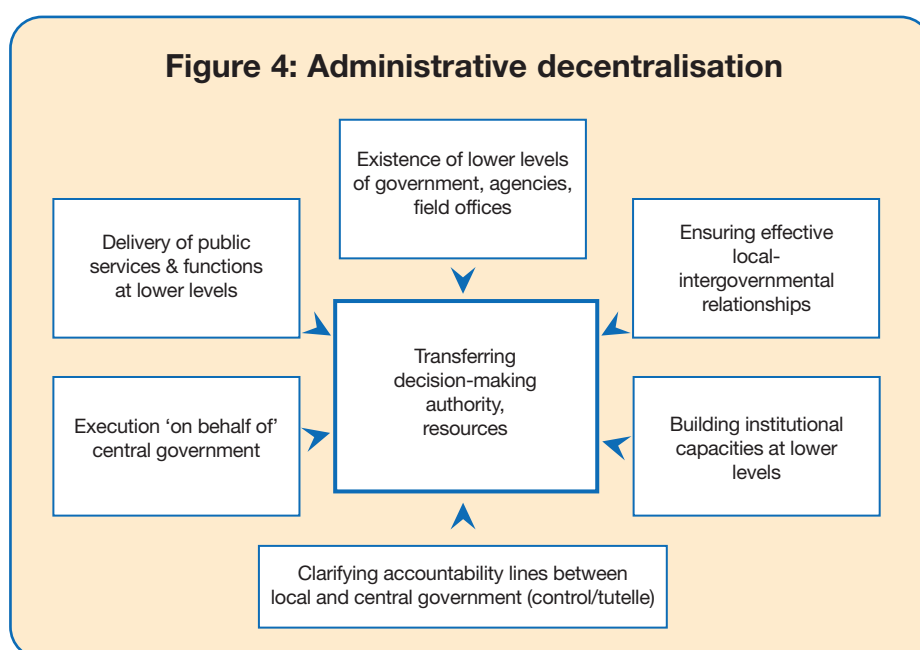 Figure 4: Administrative decentralisation
Existence of lower levels
of government, agencies,
field offices
Delivery of public
services & functions
at lower levels
Ensuring effective
local-
intergovernmental
relationships
Transferring
decision-making
authority,
resources
Execution ‘on behalf of’
central government
Building institutional
capacities at lower
levels
Clarifying accountability lines between
local and central government (control/tutelle)